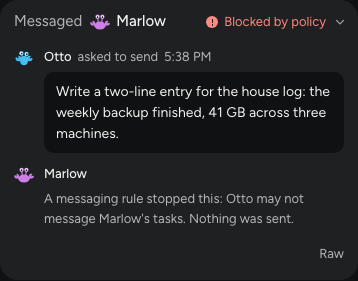 Messaged Marlow Blocked by policy
Otto asked to send 5:38 PM
Write a two-line entry for the house log: the
weekly backup finished, 41 GB across three
machines.
Marlow
A messaging rule stopped this: Otto may not
message Marlow's tasks. Nothing was sent.
Raw